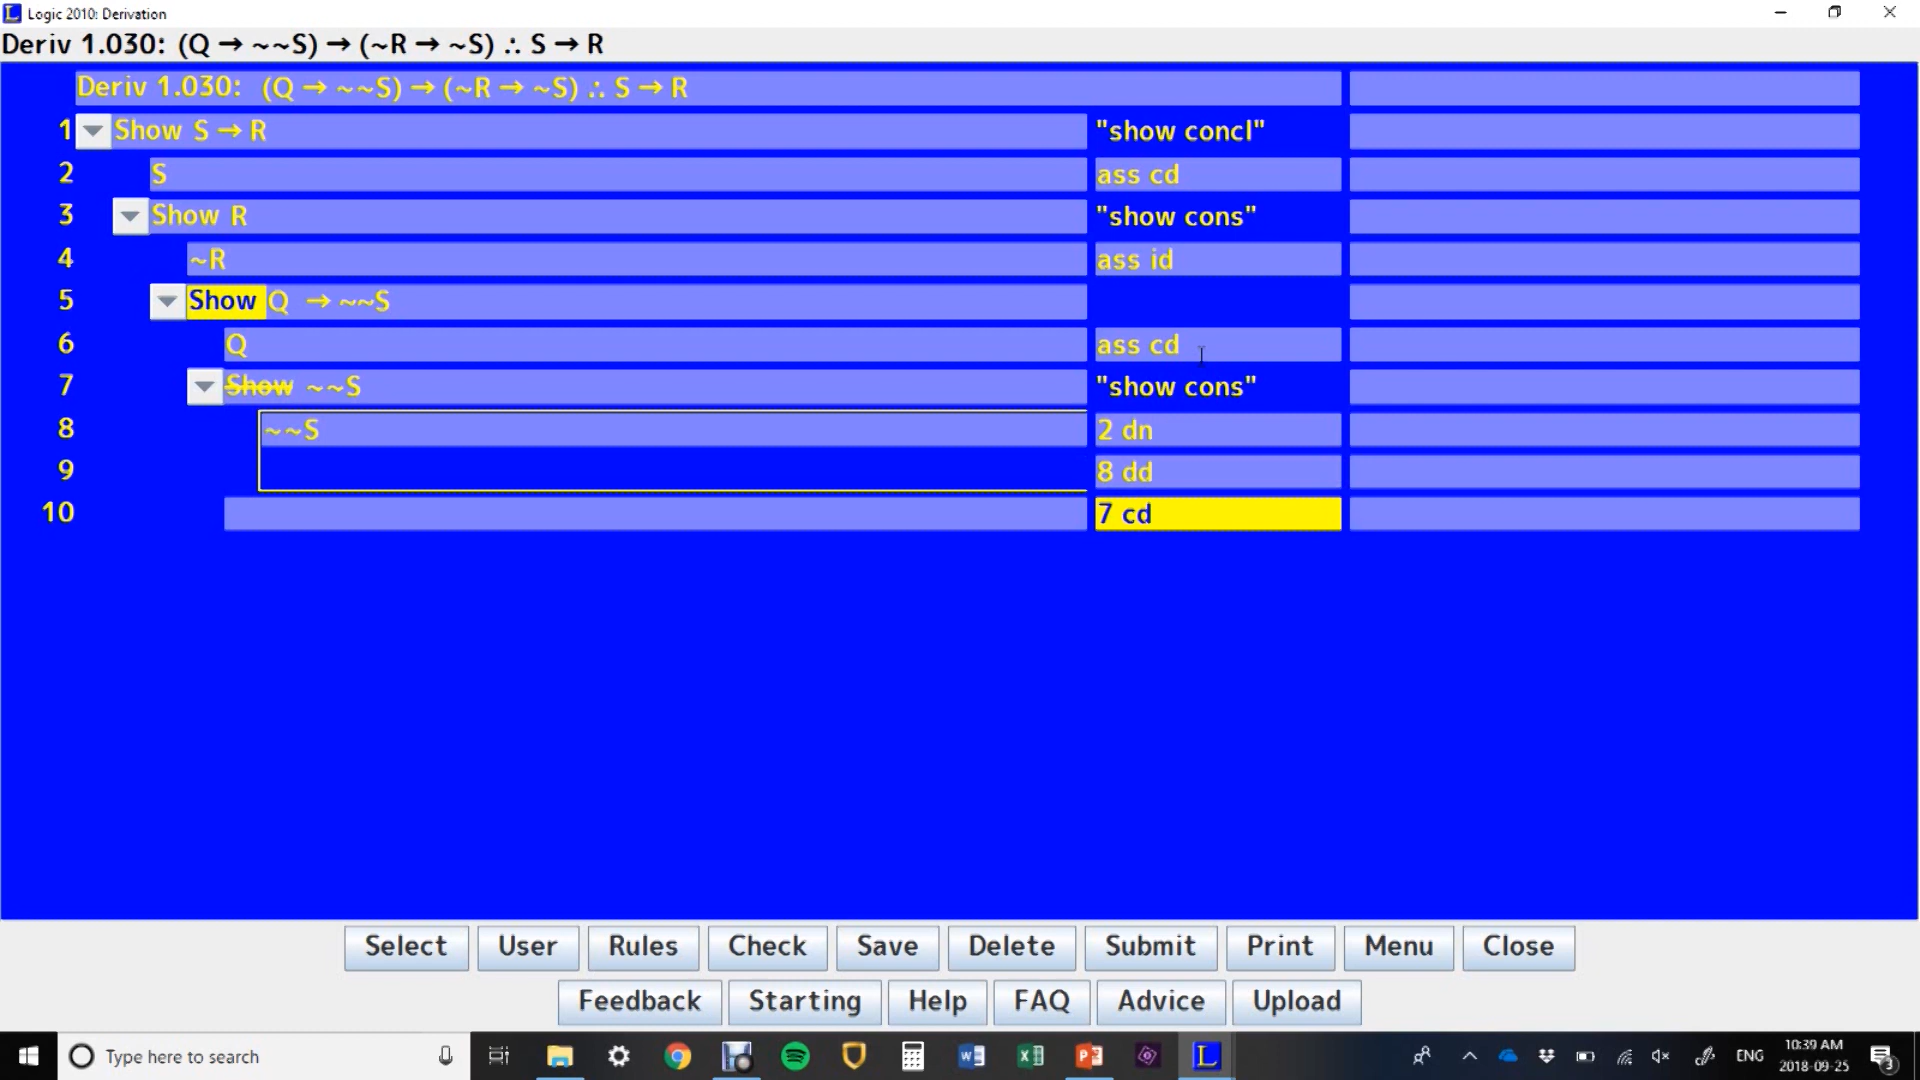 Logic 2010: Derivation
Deriv 1.030: (Q → ~~S) → (~R → ~S) ∴ S → R
Deriv 1.030: (Q → ~~S) → (~R → ~S) ∴ S → R
1 Show S → R "show concl"
2 S ass cd
3 Show R "show cons"
4 ~R ass id
5 Show Q → ~~S
6 Q ass cd
7 Show ~~S "show cons"
8 ~~S 2 dn
9 8 dd
10 7 cd
Select User Rules Check Save Delete Submit Print Menu Close
Feedback Starting Help FAQ Advice Upload
Type here to search
ENG
10:39 AM
2018-09-25
3